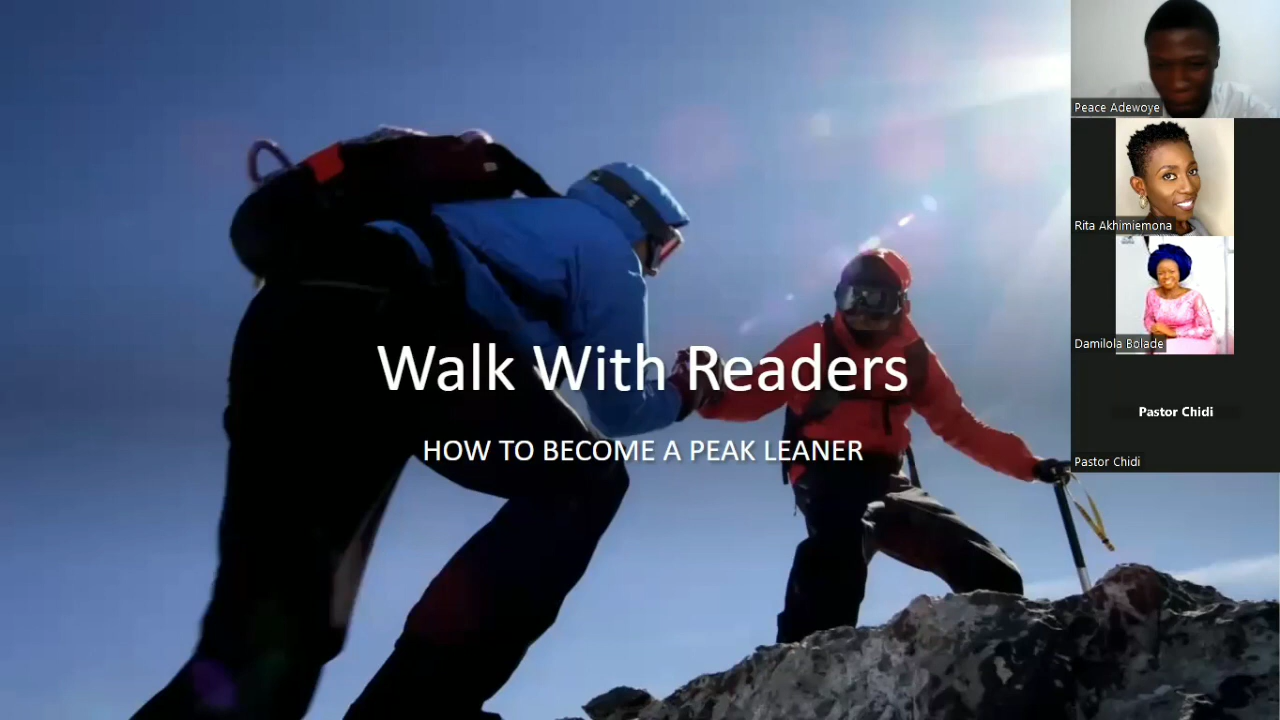 Walk With Readers
HOW TO BECOME A PEAK LEANER
Peace Adewoye
Rita Akhimiemona
Damilola Bolade
Pastor Chidi
Pastor Chidi